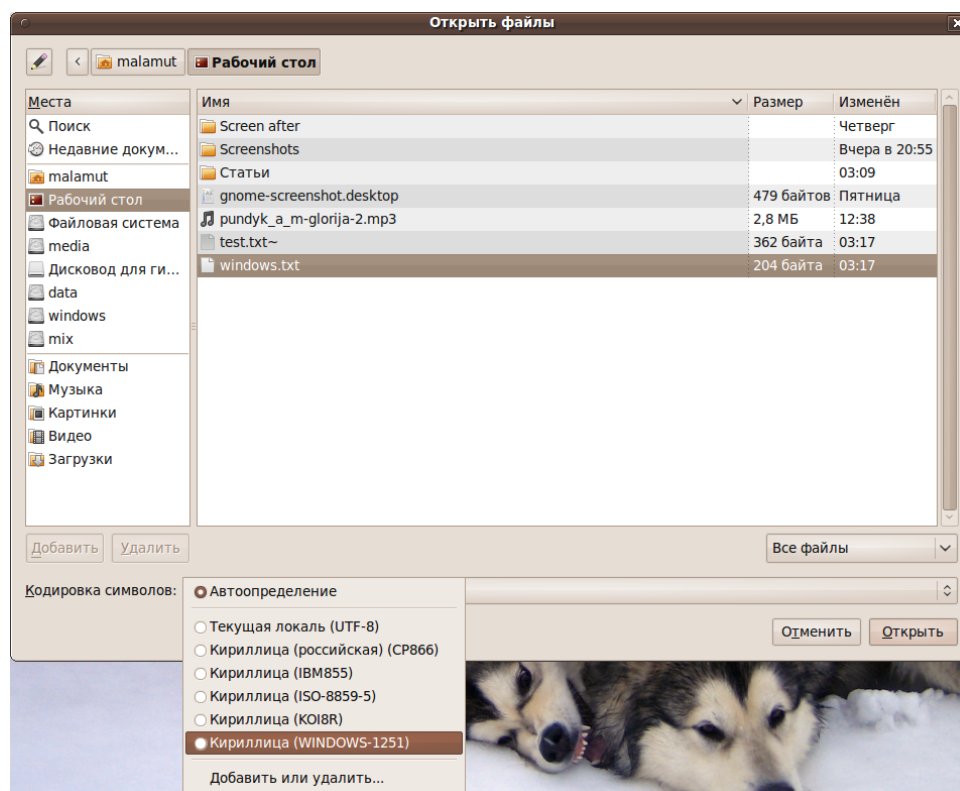 Открыть файлы
malamut
Рабочий стол
Места
Поиск
Недавние докум...
malamut
Рабочий стол
Файловая система
media
Дисковод для ги...
data
windows
mix
Документы
Музыка
Картинки
Видео
Загрузки
Имя Размер Изменён
Screen after Четверг
Screenshots Вчера в 20:55
Статьи 03:09
gnome-screenshot.desktop 479 байтов Пятница
pundyk_a_m-glorija-2.mp3 2,8 МБ 12:38
test.txt~ 362 байта 03:17
windows.txt 204 байта 03:17
Добавить Удалить Все файлы
Кодировка символов:
Автоопределение
Текущая локаль (UTF-8)
Кириллица (российская) (CP866)
Кириллица (IBM855)
Кириллица (ISO-8859-5)
Кириллица (KOI8R)
Кириллица (WINDOWS-1251)
Добавить или удалить...
Отменить Открыть